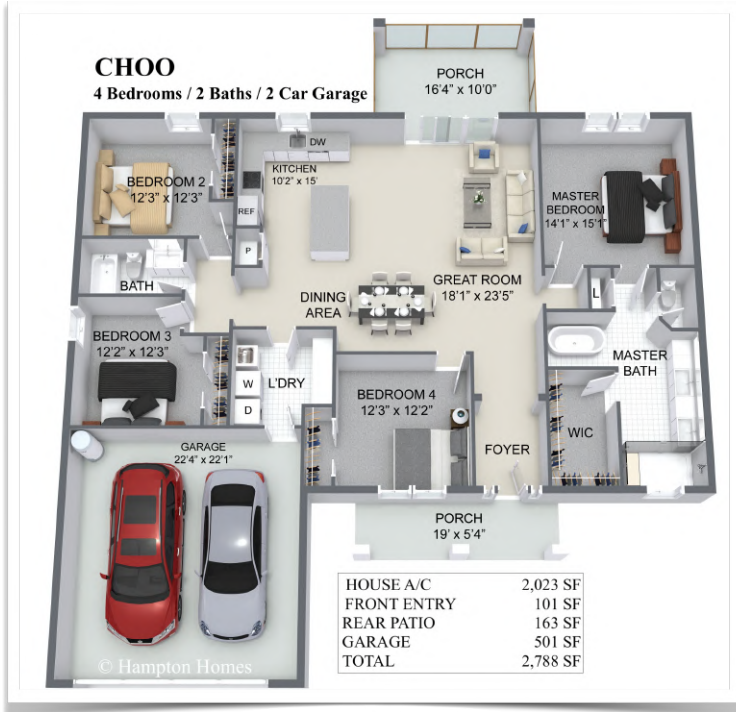 CHOO
4 Bedrooms / 2 Baths / 2 Car Garage
PORCH
16'4" x 10'0"
DW
KITCHEN
10'2" x 15'
BEDROOM 2
12'3" x 12'3"
REF
P
MASTER
BEDROOM
14'1" x 15'1"
BATH
GREAT ROOM
18'1" x 23'5"
DINING
AREA
L
BEDROOM 3
12'2" x 12'3"
W
D
L'DRY
MASTER
BATH
BEDROOM 4
12'3" x 12'2"
WIC
FOYER
GARAGE
22'4" x 22'1"
PORCH
19' x 5'4"
HOUSE A/C 2,023 SF
FRONT ENTRY 101 SF
REAR PATIO 163 SF
GARAGE 501 SF
TOTAL 2,788 SF
© Hampton Homes